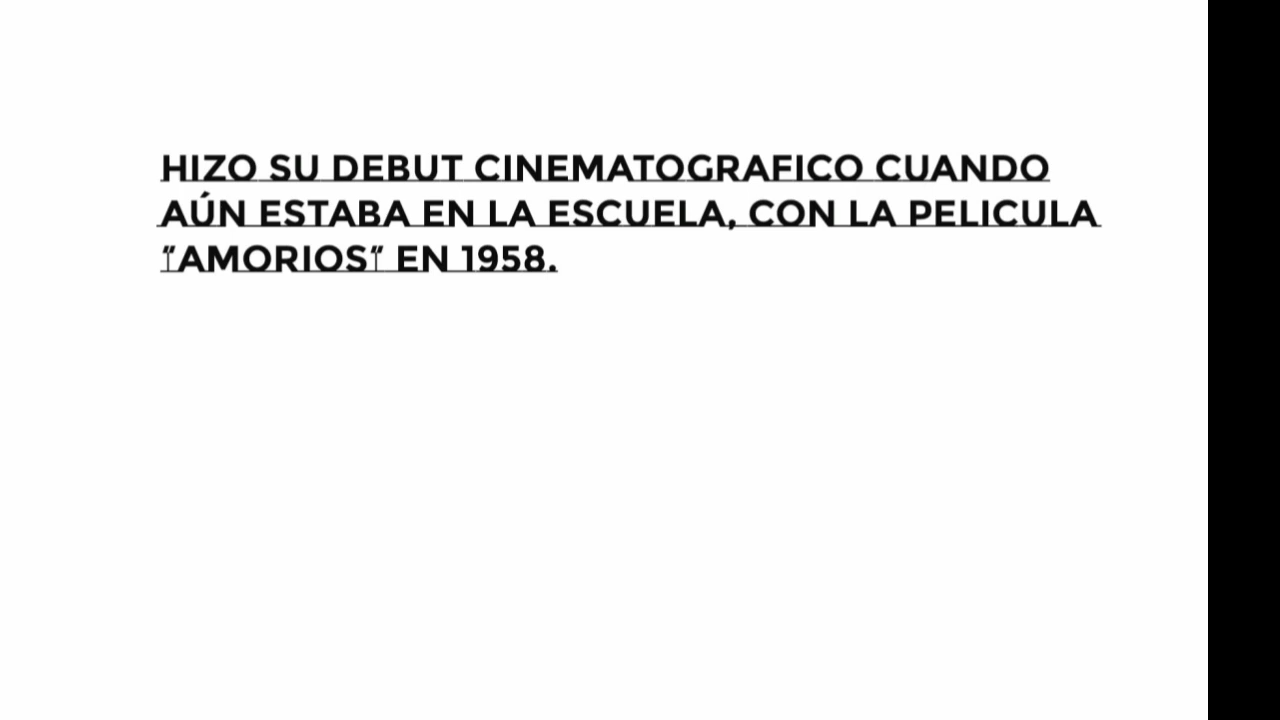 HIZO SU DEBUT CINEMATOGRAFICO CUANDO
AÚN ESTABA EN LA ESCUELA, CON LA PELICULA
"AMORIOS" EN 1958.